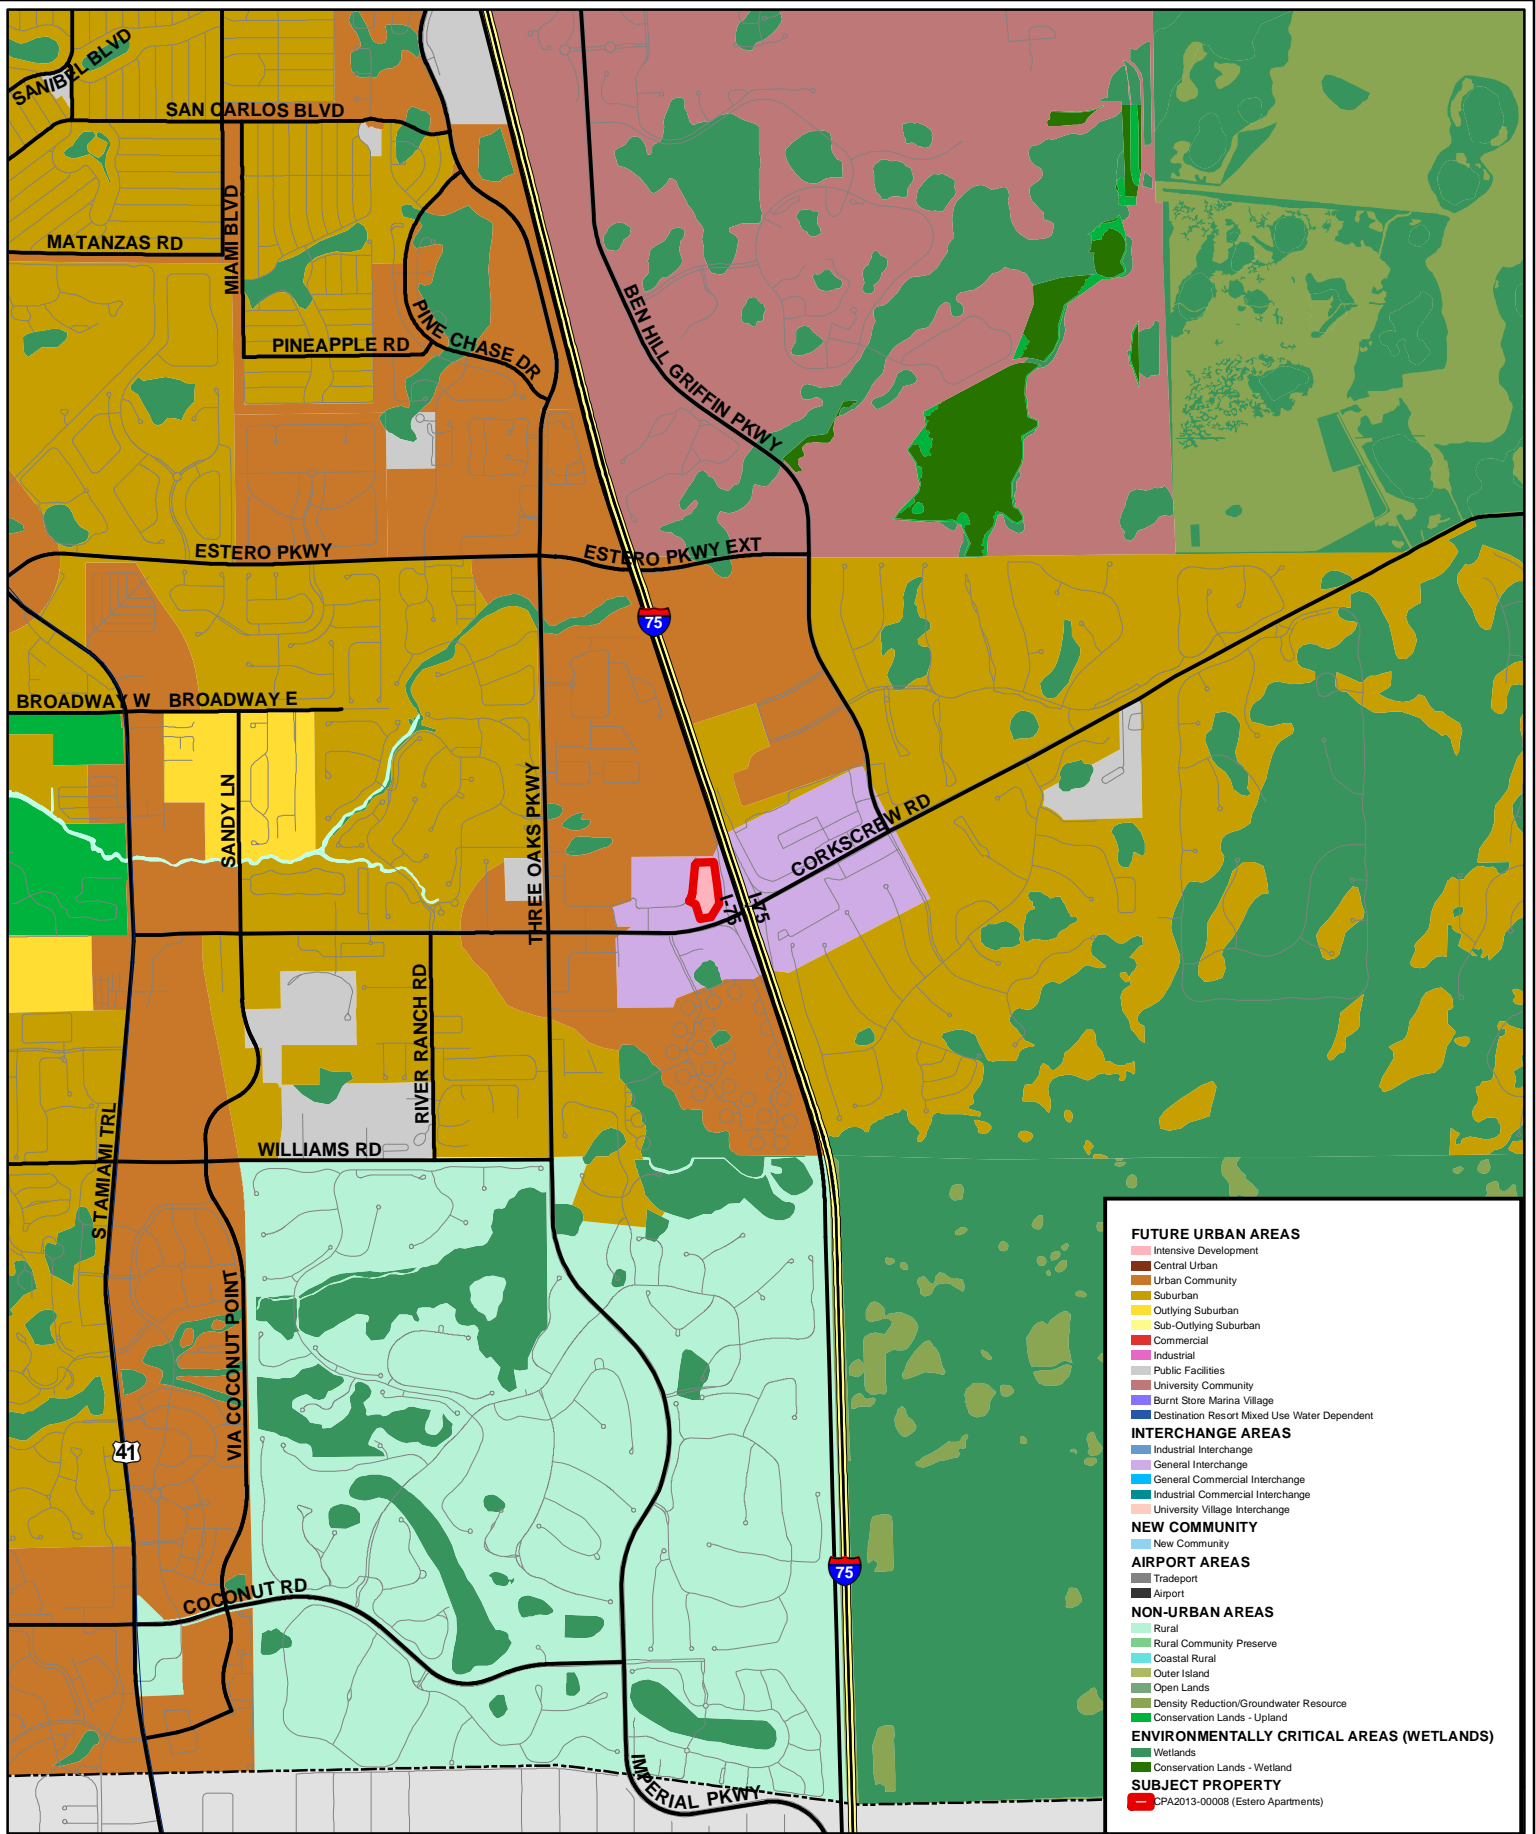 SANIBEL BLVD
SAN CARLOS BLVD
MIAMI BLVD
MATANZAS RD
PINE CHASE DR
PINEAPPLE RD
BEN HILL GRIFFIN PKWY
ESTERO PKWY
ESTERO PKWY EXT
75
BROADWAY W
BROADWAY E
SANDY LN
THREE OAKS PKWY
CORKSCREW RD
I-75
I-75
RIVER RANCH RD
S TAMIAMI TRL
WILLIAMS RD
VIA COCONUT POINT
41
COCONUT RD
75
IMPERIAL PKWY
FUTURE URBAN AREAS
Intensive Development
Central Urban
Urban Community
Suburban
Outlying Suburban
Sub-Outlying Suburban
Commercial
Industrial
Public Facilities
University Community
Burnt Store Marina Village
Destination Resort Mixed Use Water Dependent
INTERCHANGE AREAS
Industrial Interchange
General Interchange
General Commercial Interchange
Industrial Commercial Interchange
University Village Interchange
NEW COMMUNITY
New Community
AIRPORT AREAS
Tradeport
Airport
NON-URBAN AREAS
Rural
Rural Community Preserve
Coastal Rural
Outer Island
Open Lands
Density Reduction/Groundwater Resource
Conservation Lands - Upland
ENVIRONMENTALLY CRITICAL AREAS (WETLANDS)
Wetlands
Conservation Lands - Wetland
SUBJECT PROPERTY
CPA2013-00008 (Estero Apartments)